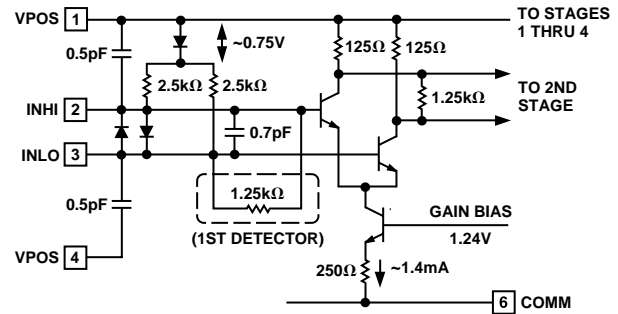 VPOS 1
TO STAGES
1 THRU 4
~0.75V
0.5pF
125Ω
125Ω
2.5kΩ
2.5kΩ
1.25kΩ
TO 2ND
STAGE
INHI 2
0.7pF
INLO 3
1.25kΩ
0.5pF
(1ST DETECTOR)
GAIN BIAS
1.24V
VPOS 4
250Ω
~1.4mA
6 COMM